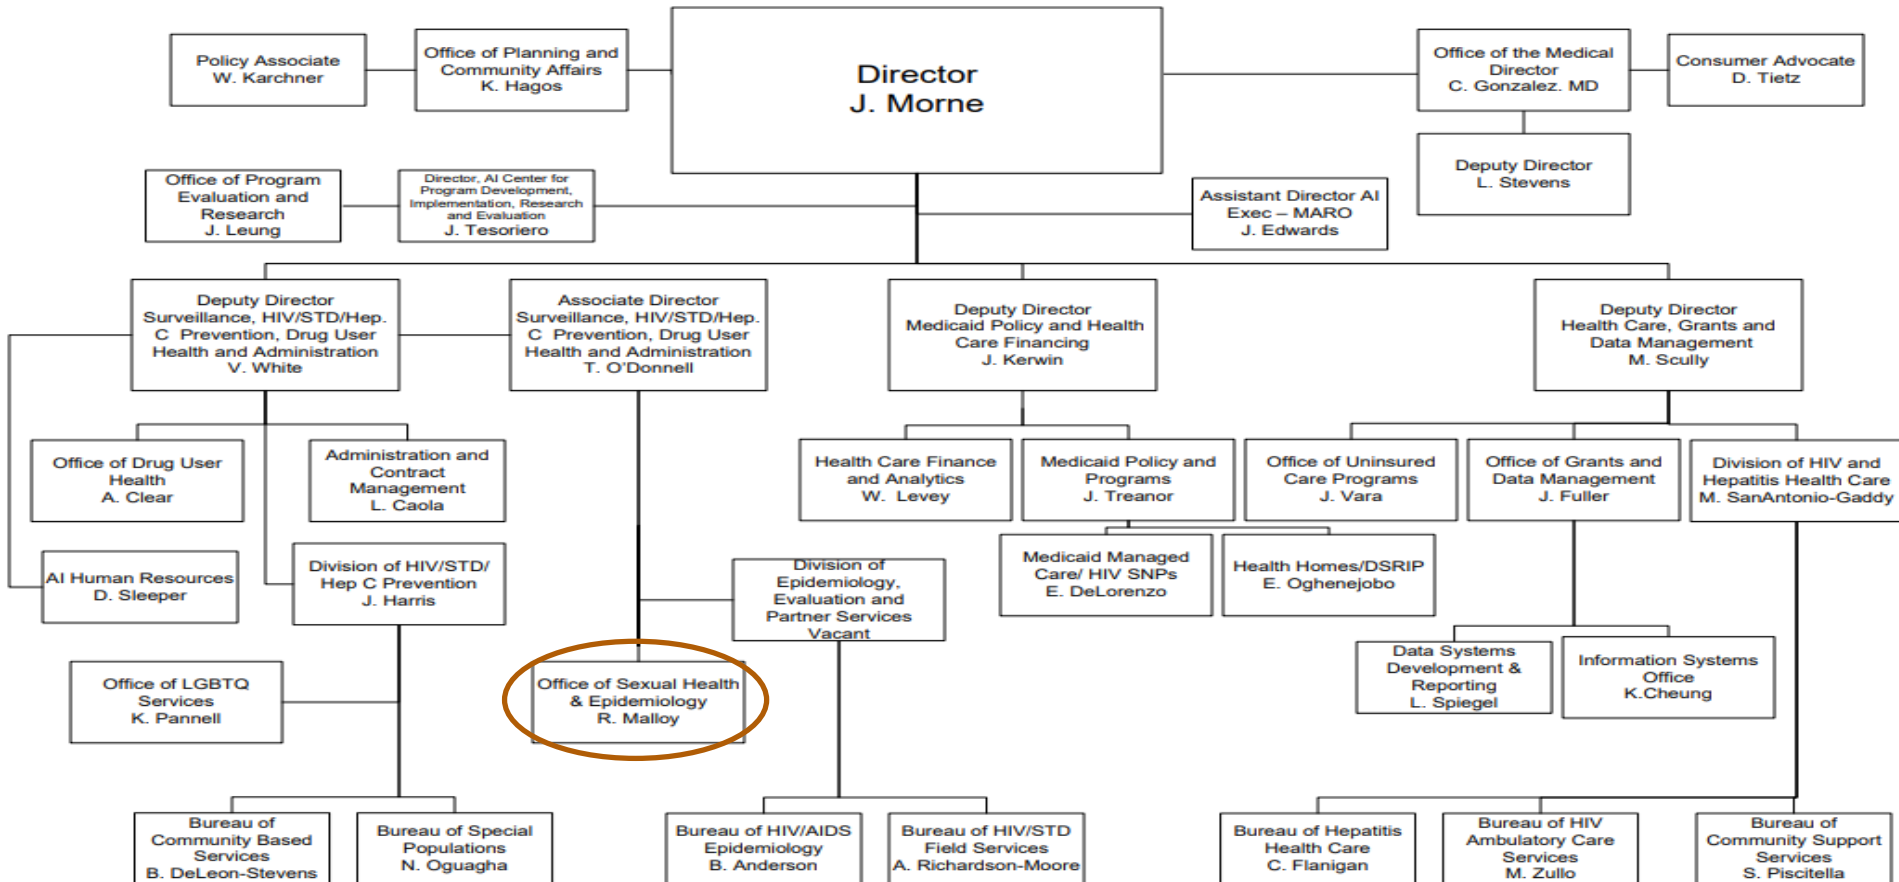 Policy Associate
W. Karchner
Office of Planning and
Community Affairs
K. Hagos
Director
J. Morne
Office of the Medical
Director
C. Gonzalez. MD
Consumer Advocate
D. Tietz
Deputy Director
L. Stevens
Office of Program
Evaluation and
Research
J. Leung
Director, AI Center for
Program Development,
Implementation, Research
and Evaluation
J. Tesoriero
Assistant Director AI
Exec – MARO
J. Edwards
Deputy Director
Surveillance, HIV/STD/Hep.
C Prevention, Drug User
Health and Administration
V. White
Associate Director
Surveillance, HIV/STD/Hep.
C Prevention, Drug User
Health and Administration
T. O'Donnell
Deputy Director
Medicaid Policy and Health
Care Financing
J. Kerwin
Deputy Director
Health Care, Grants and
Data Management
M. Scully
Office of Drug User
Health
A. Clear
Administration and
Contract
Management
L. Caola
Health Care Finance
and Analytics
W. Levey
Medicaid Policy and
Programs
J. Treanor
Office of Uninsured
Care Programs
J. Vara
Office of Grants and
Data Management
J. Fuller
Division of HIV and
Hepatitis Health Care
M. SanAntonio-Gaddy
AI Human Resources
D. Sleeper
Division of HIV/STD/
Hep C Prevention
J. Harris
Division of
Epidemiology,
Evaluation and
Partner Services
Vacant
Medicaid Managed
Care/ HIV SNPs
E. DeLorenzo
Health Homes/DSRIP
E. Oghenejobo
Office of LGBTQ
Services
K. Pannell
Office of Sexual Health
& Epidemiology
R. Malloy
Data Systems
Development &
Reporting
L. Spiegel
Information Systems
Office
K.Cheung
Bureau of
Community Based
Services
B. DeLeon-Stevens
Bureau of Special
Populations
N. Oguagha
Bureau of HIV/AIDS
Epidemiology
B. Anderson
Bureau of HIV/STD
Field Services
A. Richardson-Moore
Bureau of Hepatitis
Health Care
C. Flanigan
Bureau of HIV
Ambulatory Care
Services
M. Zullo
Bureau of
Community Support
Services
S. Piscitella